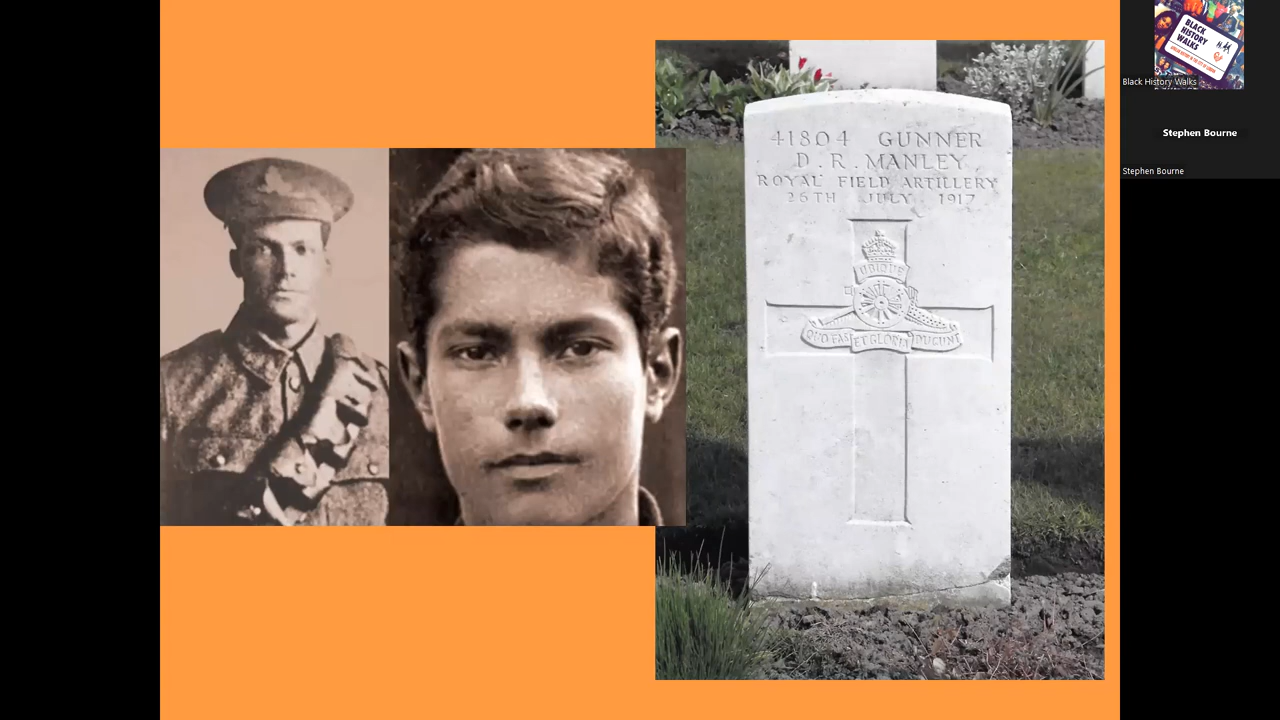 41804 GUNNER
D.R. MANLEY
ROYAL FIELD ARTILLERY
26TH JULY 1917
UBIQUE
QUO FAS ET GLORIA DUCUNT
BLACK
HISTORY
WALKS
Black History Walks
Stephen Bourne
Stephen Bourne